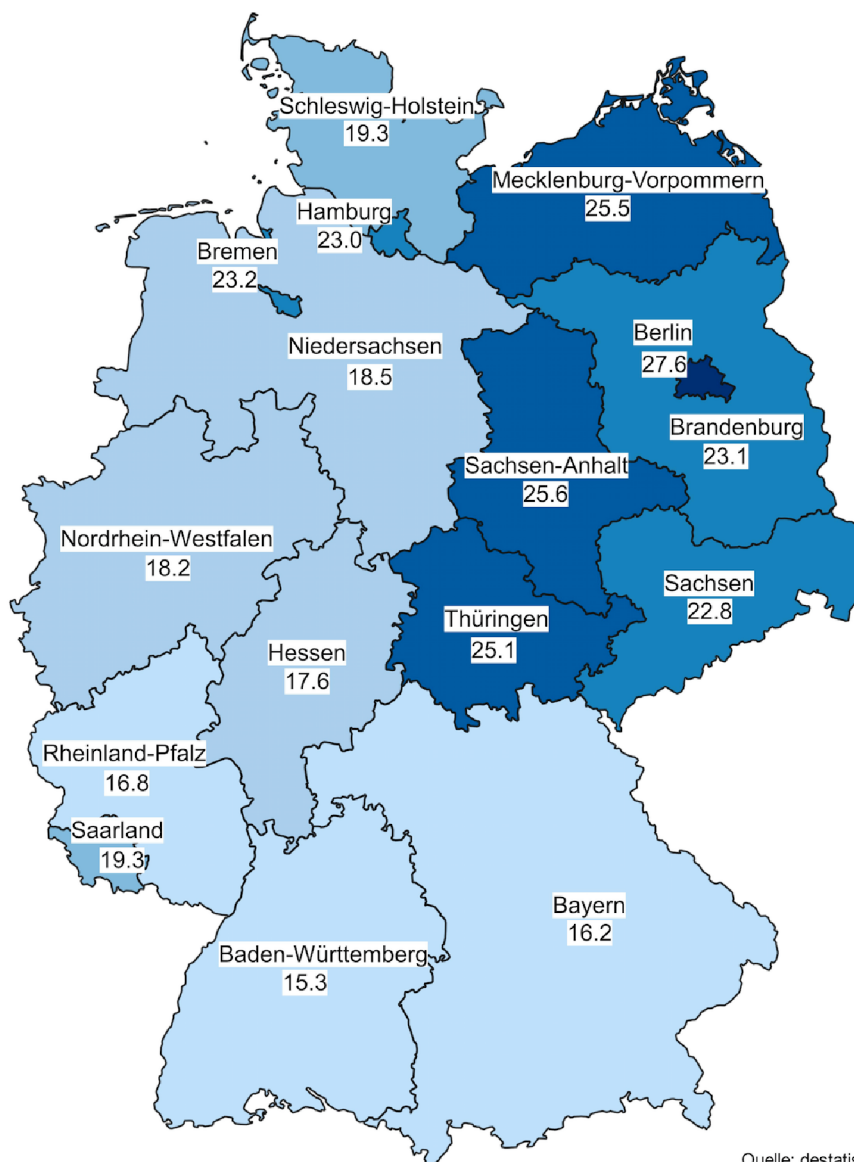 Schleswig-Holstein
19.3
Mecklenburg-Vorpommern
25.5
Hamburg
23.0
Bremen
23.2
Berlin
27.6
Niedersachsen
18.5
Brandenburg
23.1
Sachsen-Anhalt
25.6
Nordrhein-Westfalen
18.2
Sachsen
22.8
Thüringen
25.1
Hessen
17.6
Rheinland-Pfalz
16.8
Saarland
19.3
Bayern
16.2
Baden-Württemberg
15.3
Quelle: destatis